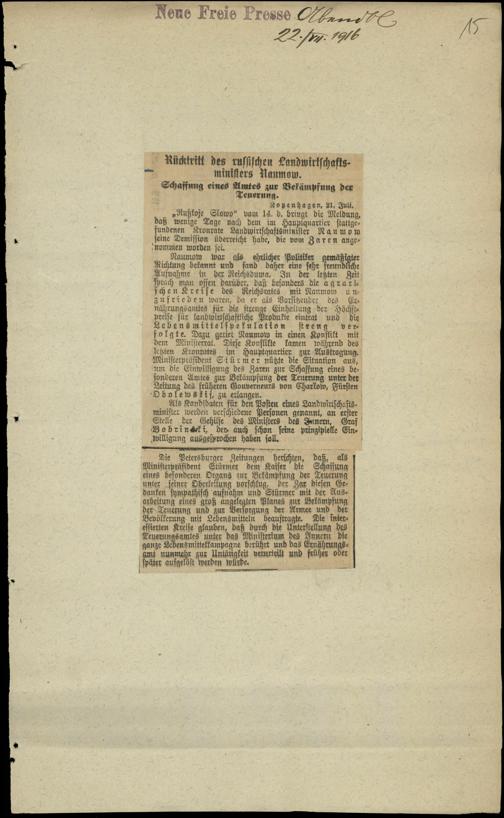 Neue Freie Presse Abendbl
22./VII. 1916
15
Rücktritt des russischen Landwirtschafts-
ministers Naumow.
Schaffung eines Amtes zur Bekämpfung der
Teuerung.
Kopenhagen, 21. Juli.
„Rußkoje Slowo“ vom 14. d. bringt die Meldung,
daß wenige Tage nach dem im Hauptquartier stattge-
fundenen Kronrate Landwirtschaftsminister Naumow
seine Demission überreicht habe, die vom Zaren ange-
nommen worden sei.
Naumow war als ehrlicher Politiker gemäßigter
Richtung bekannt und fand daher eine sehr freundliche
Aufnahme in der Reichsduma. In der letzten Zeit
sprach man offen darüber, daß besonders die agrari-
schen Kreise des Reichsrates mit Naumow un-
zufrieden waren, da er als Vorsitzender des Er-
nährungsamtes für die strenge Einhaltung der Höchst-
preise für landwirtschaftliche Produkte eintrat und die
Lebensmittelspekulation streng ver-
folgte. Dazu geriet Naumow in einen Konflikt mit
dem Ministerrat. Diese Konflikte kamen während des
letzten Kronrates im Hauptquartier zur Austragung.
Ministerpräsident Stürmer nützte die Situation aus,
um die Einwilligung des Zaren zur Schaffung eines be-
sonderen Amtes zur Bekämpfung der Teuerung unter der
Leitung des früheren Gouverneurs von Charkow, Fürsten
Obolewskij, zu erlangen.
Als Kandidaten für den Posten eines Landwirtschafts-
minister werden verschiedene Personen genannt, an erster
Stelle der Gehilfe des Ministers des Innern, Graf
Bobrinski, der auch schon seine prinzipielle Ein-
willigung ausgesprochen haben soll.
Die Petersburger Zeitungen berichten, daß, als
Ministerpräsident Stürmer dem Kaiser die Schaffung
eines besonderen Organs zur Bekämpfung der Teuerung
unter seiner Oberleitung vorschlug, der Zar diesen Ge-
danken sympathisch aufnahm und Stürmer mit der Aus-
arbeitung eines groß angelegten Planes zur Bekämpfung
der Teuerung und zur Versorgung der Armee und der
Bevölkerung mit Lebensmitteln beauftragte. Die inter-
essierten Kreise glauben, daß durch die Unterstellung des
Teuerungsamtes unter das Ministerium des Innern die
ganze Lebensmittelkampagne berührt und das Ernährungs-
amt nunmehr zur Untätigkeit verurteilt und früher oder
später aufgelöst werden würde.